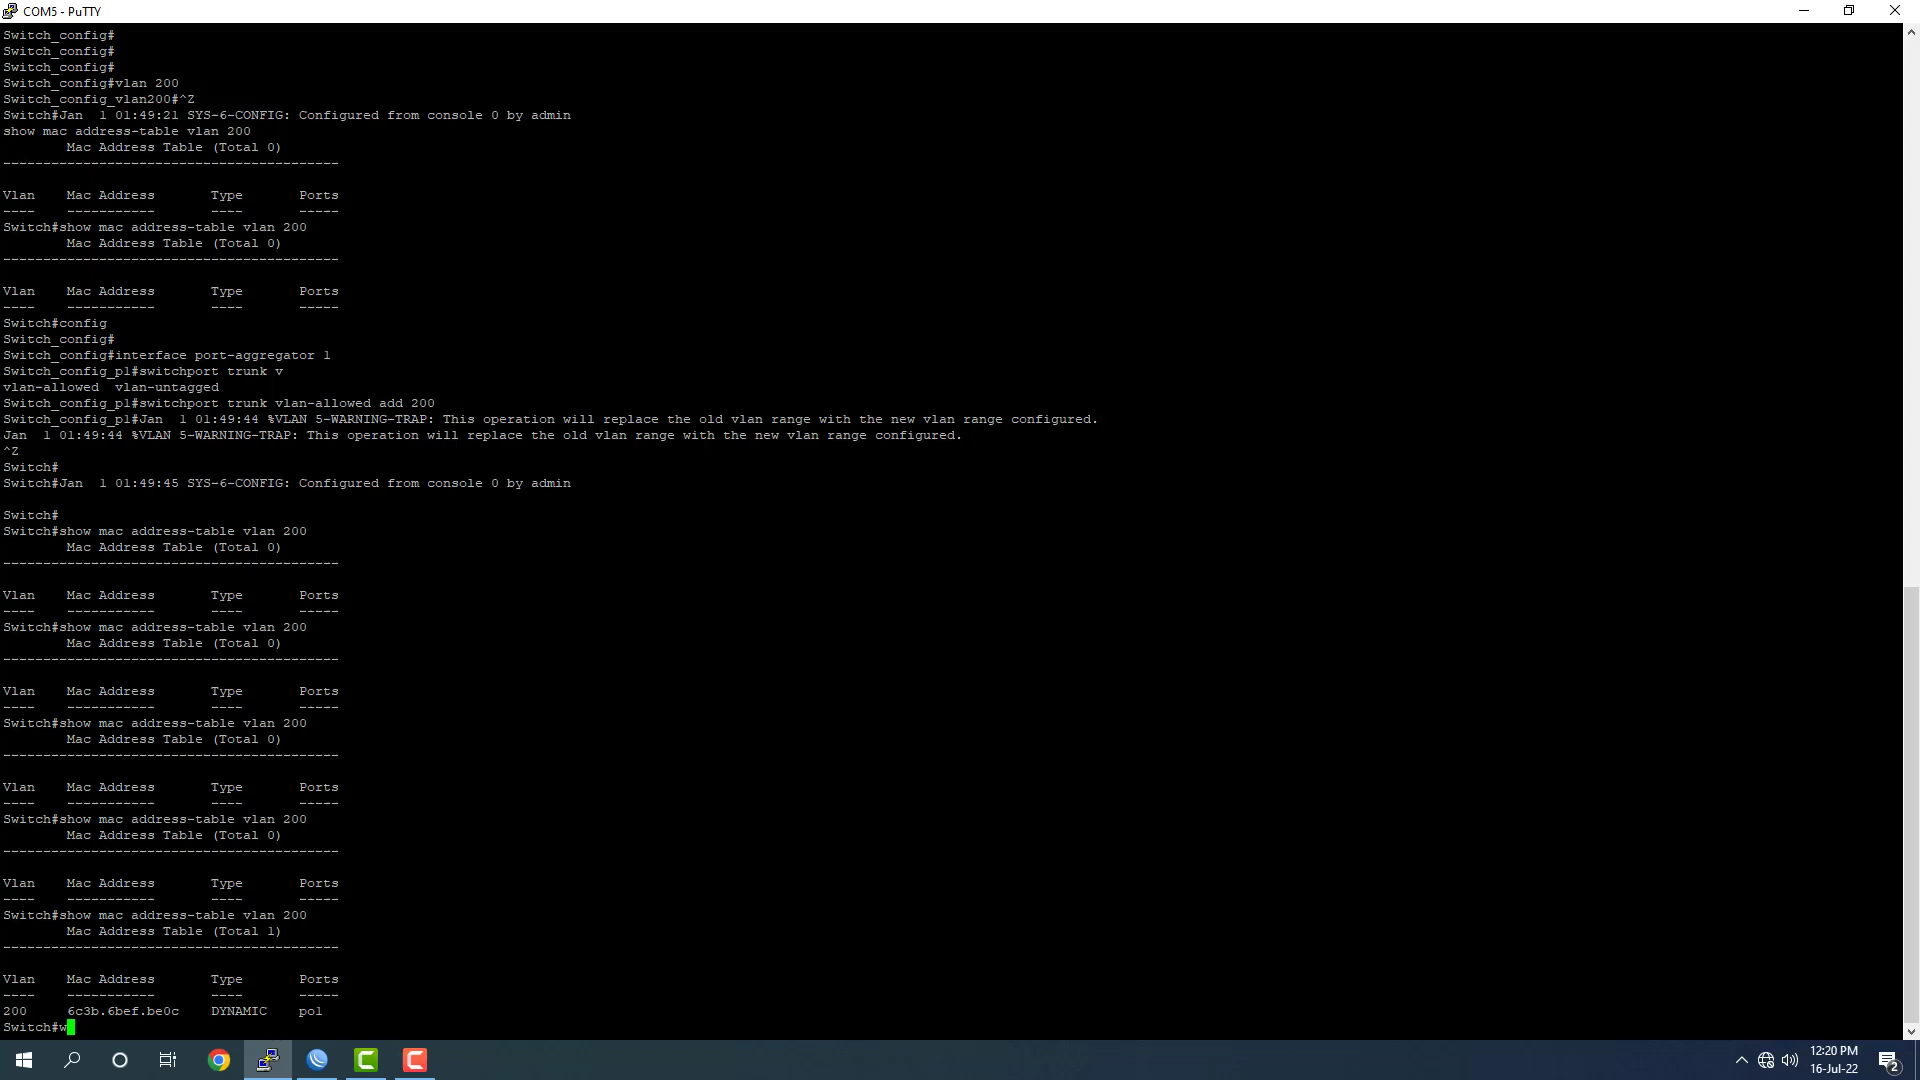 COM5 - PuTTY
Switch_config#
Switch_config#
Switch_config#
Switch_config#vlan 200
Switch_config_vlan200#^Z
Switch#Jan  1 01:49:21 SYS-6-CONFIG: Configured from console 0 by admin
show mac address-table vlan 200
        Mac Address Table (Total 0)
------------------------------------------
Vlan    Mac Address       Type       Ports
----    -----------       ----       -----
Switch#show mac address-table vlan 200
        Mac Address Table (Total 0)
------------------------------------------
Vlan    Mac Address       Type       Ports
----    -----------       ----       -----
Switch#config
Switch_config#
Switch_config#interface port-aggregator 1
Switch_config_p1#switchport trunk v
vlan-allowed  vlan-untagged
Switch_config_p1#switchport trunk vlan-allowed add 200
Switch_config_p1#Jan  1 01:49:44 %VLAN 5-WARNING-TRAP: This operation will replace the old vlan range with the new vlan range configured.
Jan  1 01:49:44 %VLAN 5-WARNING-TRAP: This operation will replace the old vlan range with the new vlan range configured.
^Z
Switch#
Switch#Jan  1 01:49:45 SYS-6-CONFIG: Configured from console 0 by admin
Switch#
Switch#show mac address-table vlan 200
        Mac Address Table (Total 0)
------------------------------------------
Vlan    Mac Address       Type       Ports
----    -----------       ----       -----
Switch#show mac address-table vlan 200
        Mac Address Table (Total 0)
------------------------------------------
Vlan    Mac Address       Type       Ports
----    -----------       ----       -----
Switch#show mac address-table vlan 200
        Mac Address Table (Total 0)
------------------------------------------
Vlan    Mac Address       Type       Ports
----    -----------       ----       -----
Switch#show mac address-table vlan 200
        Mac Address Table (Total 0)
------------------------------------------
Vlan    Mac Address       Type       Ports
----    -----------       ----       -----
Switch#show mac address-table vlan 200
        Mac Address Table (Total 1)
------------------------------------------
Vlan    Mac Address       Type       Ports
----    -----------       ----       -----
200     6c3b.6bef.be0c    DYNAMIC    po1
Switch#w
12:20 PM
16-Jul-22
2